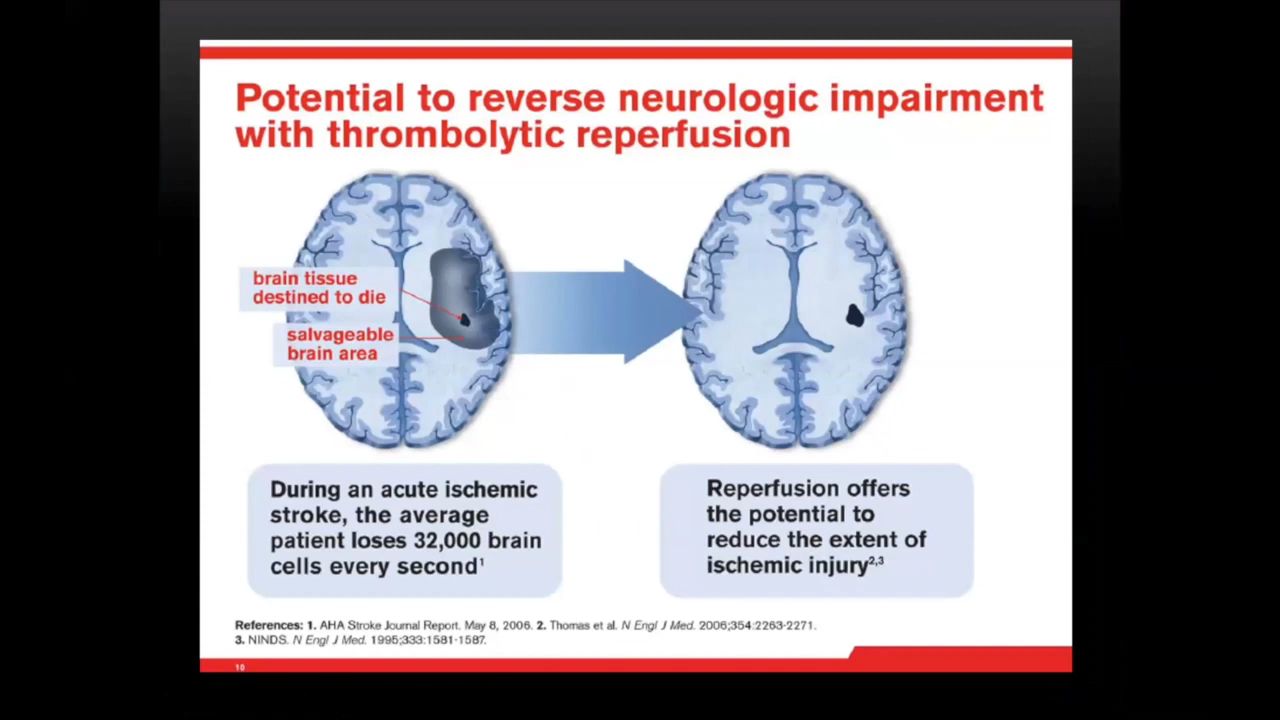 Potential to reverse neurologic impairment
with thrombolytic reperfusion
brain tissue
destined to die
salvageable
brain area
During an acute ischemic
stroke, the average
patient loses 32,000 brain
cells every second¹
Reperfusion offers
the potential to
reduce the extent of
ischemic injury²,³
References: 1. AHA Stroke Journal Report. May 8, 2006. 2. Thomas et al. N Engl J Med. 2006;354:2263-2271.
3. NINDS. N Engl J Med. 1995;333:1581-1587.
10